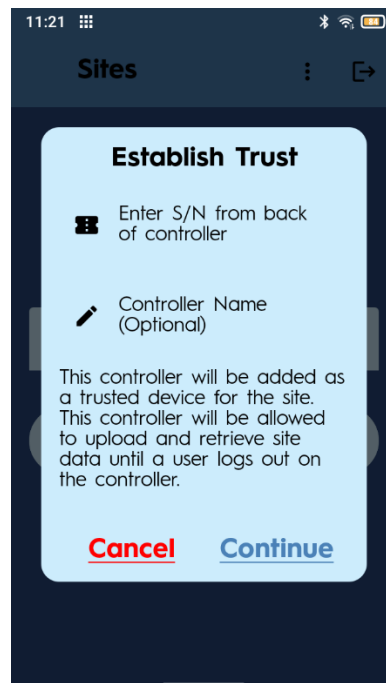 11:21
84
Sites
Establish Trust
Enter S/N from back
of controller
Controller Name
(Optional)
This controller will be added as
a trusted device for the site.
This controller will be allowed
to upload and retrieve site
data until a user logs out on
the controller.
Cancel Continue